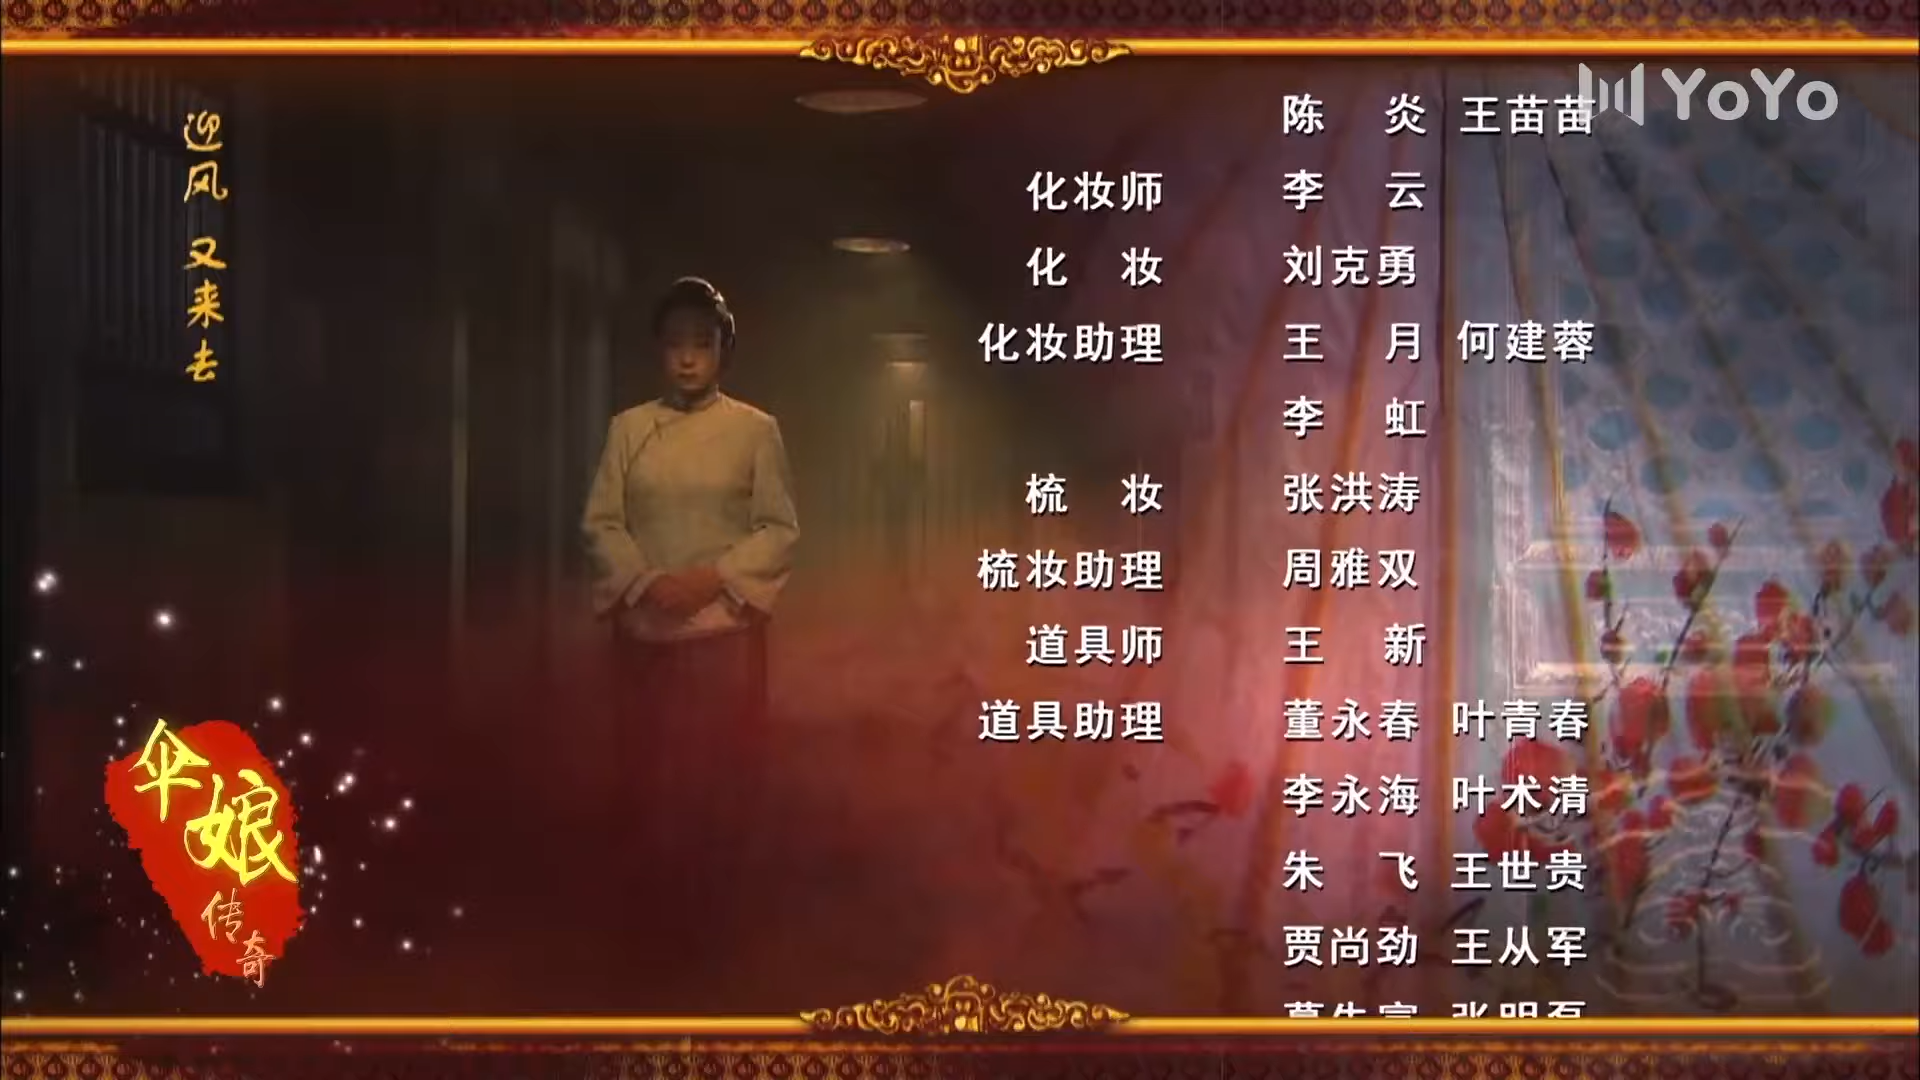 YoYo
迎风 又来去
陈 炎 王苗苗
化妆师 李 云
化 妆 刘克勇
化妆助理 王 月 何建蓉
李 虹
梳 妆 张洪涛
梳妆助理 周雅双
道具师 王 新
道具助理 董永春 叶青春
李永海 叶术清
朱 飞 王世贵
贾尚劲 王从军
伞娘
传奇